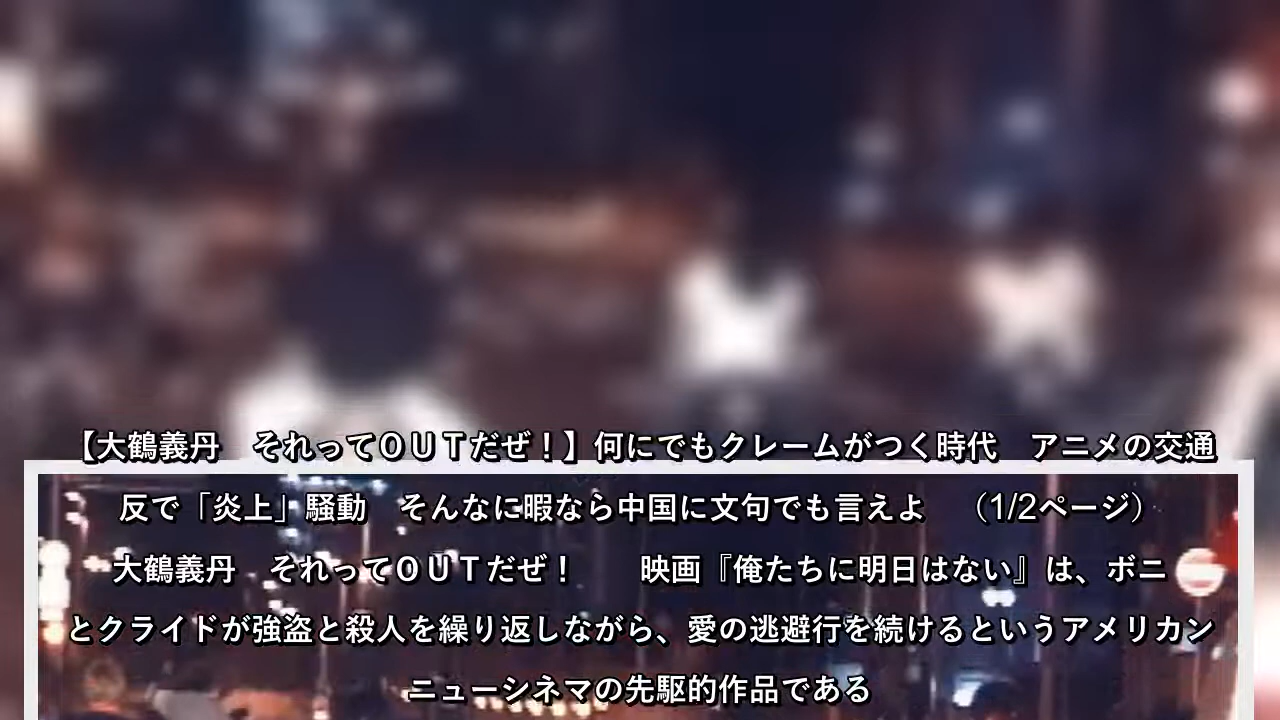 【大鶴義丹　それってＯＵＴだぜ！】何にでもクレームがつく時代　アニメの交通
反で「炎上」騒動　そんなに暇なら中国に文句でも言えよ　（1/2ページ）
大鶴義丹　それってＯＵＴだぜ！　　映画『俺たちに明日はない』は、ボニ
とクライドが強盗と殺人を繰り返しながら、愛の逃避行を続けるというアメリカン
ニューシネマの先駆的作品である